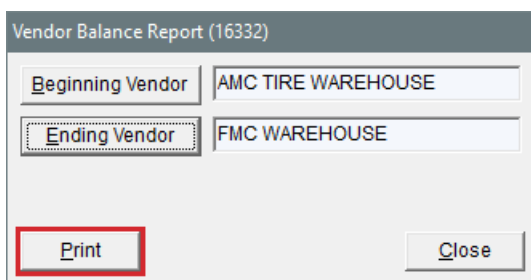 Vendor Balance Report (16332)
Beginning Vendor AMC TIRE WAREHOUSE
Ending Vendor FMC WAREHOUSE
Print Close